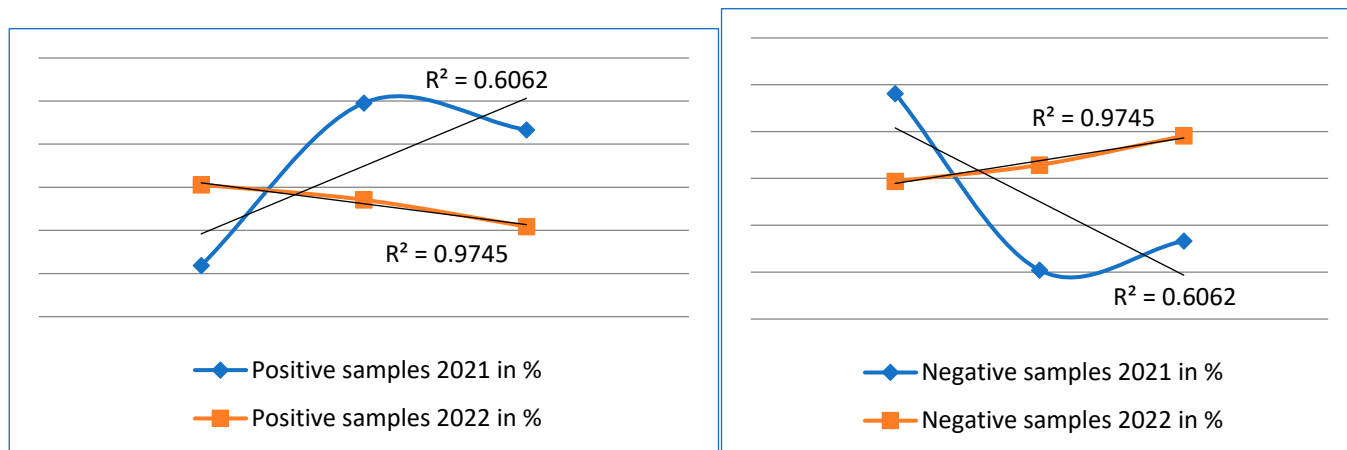 R² = 0.6062
R² = 0.9745
Positive samples 2021 in %
Positive samples 2022 in %
R² = 0.9745
R² = 0.6062
Negative samples 2021 in %
Negative samples 2022 in %